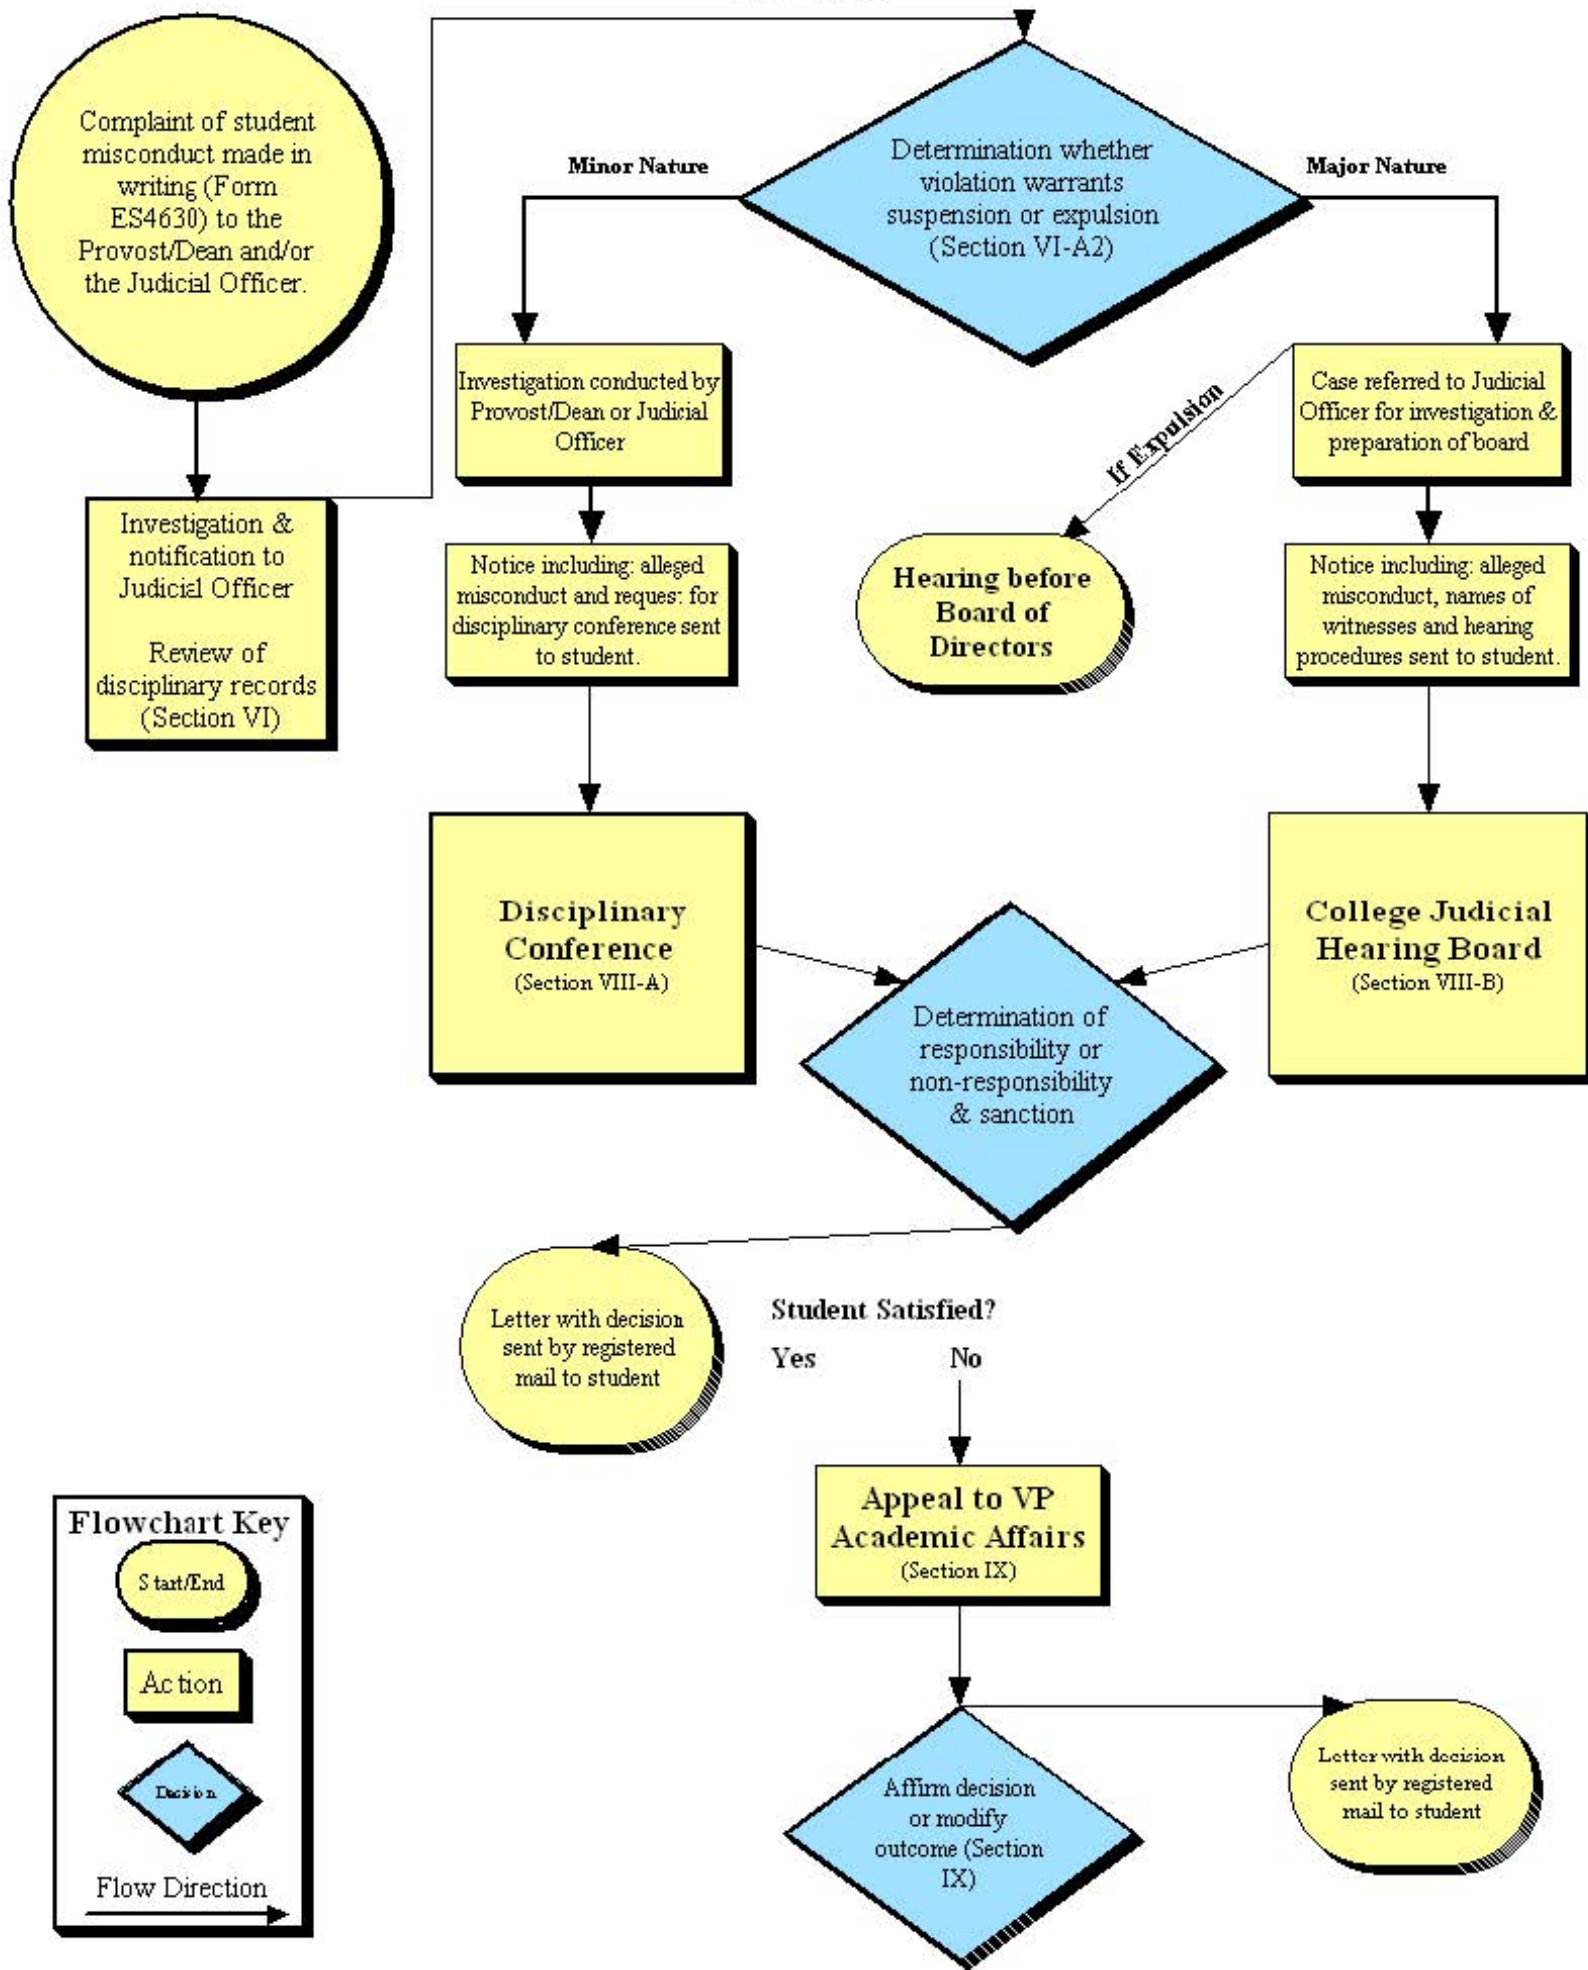 Complaint of student
misconduct made in
writing (Form
ES4630) to the
Provost/Dean and/or
the Judicial Officer.
Investigation &
notification to
Judicial Officer
Review of
disciplinary records
(Section VI)
Determination whether
violation warrants
suspension or expulsion
(Section VI-A2)
Minor Nature
Major Nature
Investigation conducted by
Provost/Dean or Judicial
Officer
Case referred to Judicial
Officer for investigation &
preparation of board
If Expulsion
Notice including: alleged
misconduct and reques: for
disciplinary conference sent
to student.
Hearing before
Board of
Directors
Notice including: alleged
misconduct, names of
witnesses and hearing
procedures sent to student.
Disciplinary
Conference
(Section VIII-A)
College Judicial
Hearing Board
(Section VIII-B)
Determination of
responsibility or
non-responsibility
& sanction
Letter with decision
sent by registered
mail to student
Student Satisfied?
Yes No
Appeal to VP
Academic Affairs
(Section IX)
Affirm decision
or modify
outcome (Section
IX)
Letter with decision
sent by registered
mail to student
Flowchart Key
Start/End
Action
Decision
Flow Direction